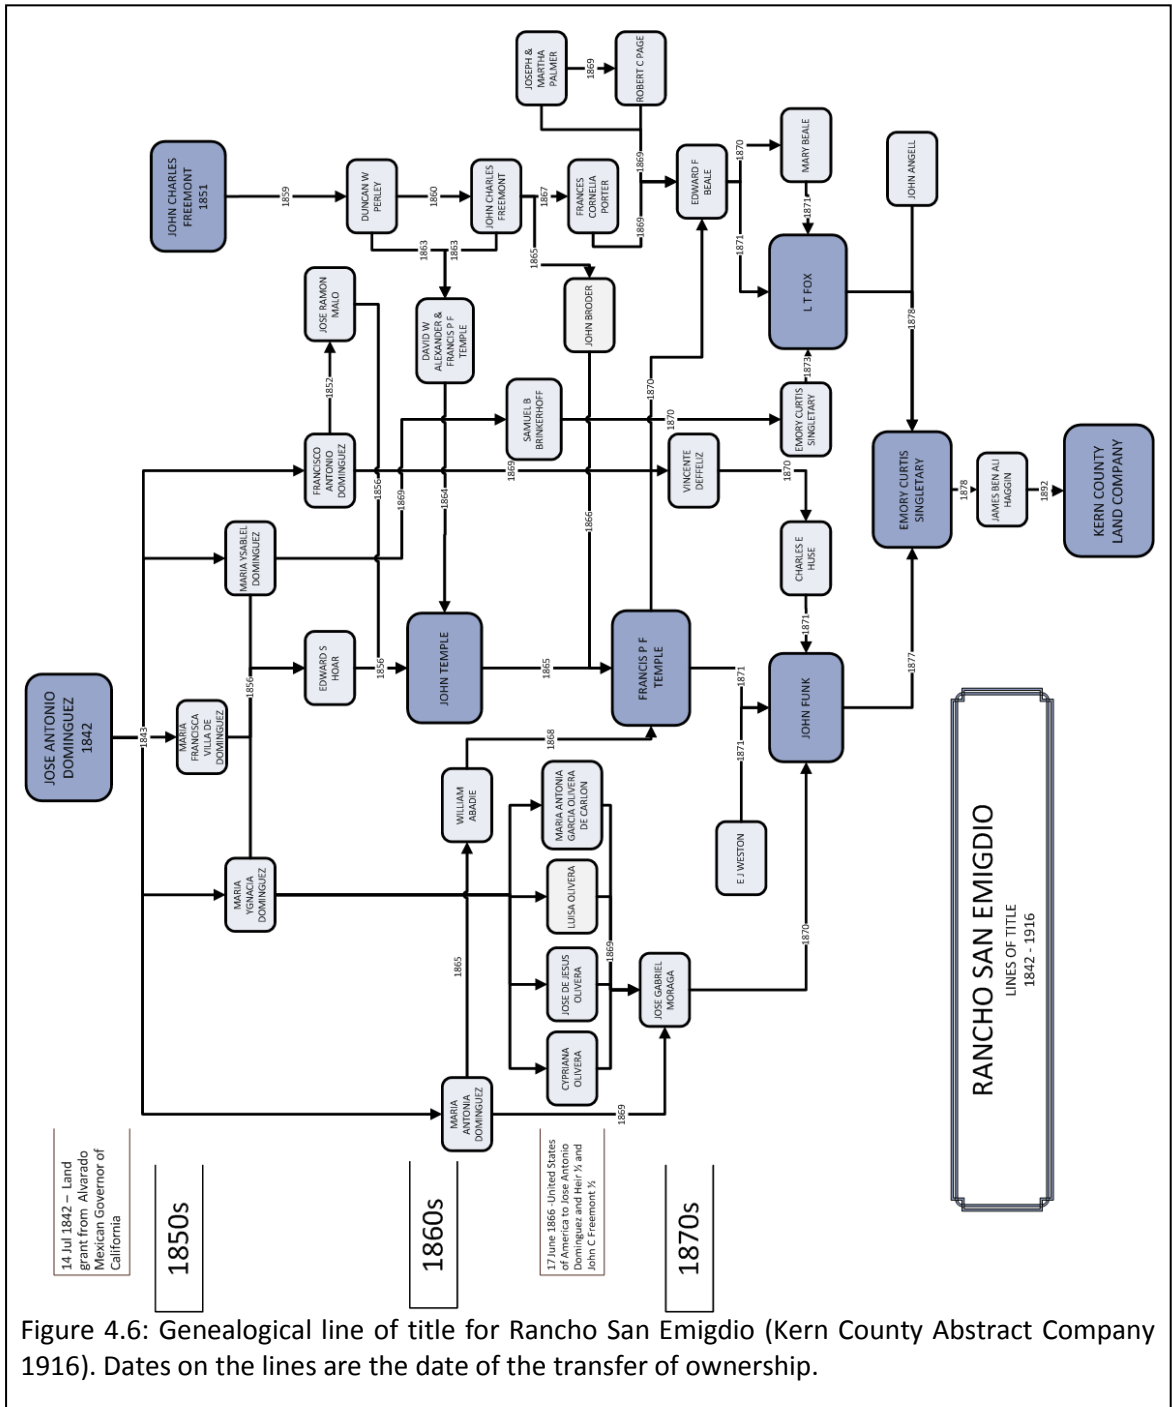 JOSE ANTONIO
DOMINGUEZ
1842
JOHN CHARLES
FREEMONT
1851
14 Jul 1842 – Land
grant from Alvarado
Mexican Governor of
California
1843
1859
1850s
MARIA
FRANCISCA
VILLA DE
DOMINGUEZ
MARIA
YGNACIA
DOMINGUEZ
MARIA YSABLEL
DOMINGUEZ
FRANCISCO
ANTONIO
DOMINGUEZ
1852
JOSE RAMON
MALO
1856
EDWARD S
HOAR
1856
1856
DUNCAN W
PERLEY
1860
JOHN CHARLES
FREEMONT
1863
1863
1867
1865
1869
1869
1864
DAVID W
ALEXANDER &
FRANCIS P F
TEMPLE
1860s
MARIA
ANTONIA
DOMINGUEZ
1865
WILLIAM
ABADIE
1868
JOHN TEMPLE
1865
SAMUEL B
BRINKERHOFF
1870
JOHN BRODER
1866
FRANCES
CORNELIA
PORTER
JOSEPH &
MARTHA
PALMER
1869
ROBERT C PAGE
1869
1869
17 June 1866 -United States
of America to Jose Antonio
Dominguez and Heir ½ and
John C Freemont ½
CYPRIANA
OLIVERA
JOSE DE JESUS
OLIVERA
LUISA OLIVERA
MARIA ANTONIA
GARCIA OLIVERA
DE CARLON
1869
1869
JOSE GABRIEL
MORAGA
1870
FRANCIS P F
TEMPLE
1870
1871
VINCENTE
DEFFELIZ
1870
EDWARD F
BEALE
1870
1871
1870s
E J WESTON
1871
JOHN FUNK
1877
CHARLES E
HUSE
1871
EMORY CURTIS
SINGLETARY
1873
L T FOX
1878
MARY BEALE
1871
JOHN ANGELL
EMORY CURTIS
SINGLETARY
1878
JAMES BEN ALI
HAGGIN
1892
KERN COUNTY
LAND COMPANY
RANCHO SAN EMIGDIO
LINES OF TITLE
1842 - 1916
Figure 4.6: Genealogical line of title for Rancho San Emigdio (Kern County Abstract Company
1916). Dates on the lines are the date of the transfer of ownership.